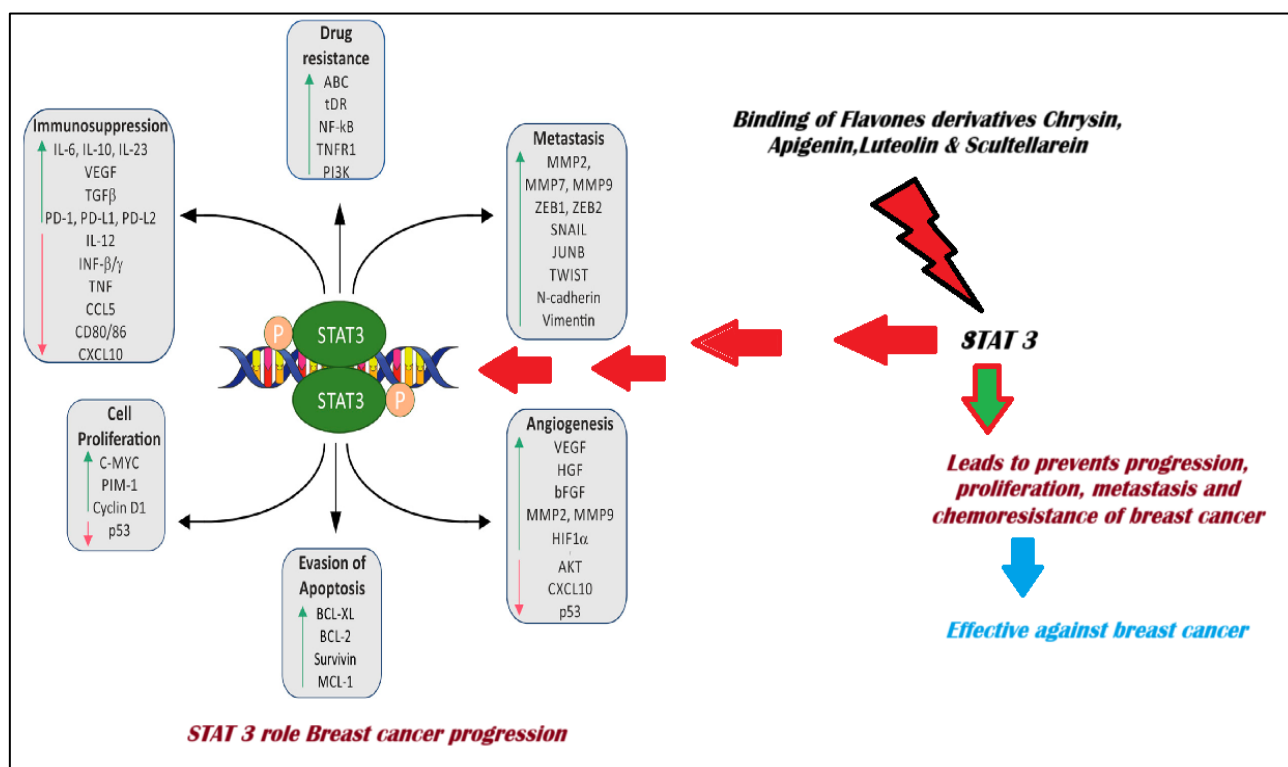 Drug
resistance
ABC
tDR
NF-kB
TNFR1
PI3K
Immunosuppression
IL-6, IL-10, IL-23
VEGF
TGFβ
PD-1, PD-L1, PD-L2
IL-12
INF-β/γ
TNF
CCL5
CD80/86
CXCL10
Metastasis
MMP2,
MMP7, MMP9
ZEB1, ZEB2
SNAIL
JUNB
TWIST
N-cadherin
Vimentin
P
STAT3
STAT3
P
Cell
Proliferation
C-MYC
PIM-1
Cyclin D1
p53
Evasion of
Apoptosis
BCL-XL
BCL-2
Survivin
MCL-1
Angiogenesis
VEGF
HGF
bFGF
MMP2, MMP9
HIF1α
AKT
CXCL10
p53
STAT 3 role Breast cancer progression
Binding of Flavones derivatives Chrysin,
Apigenin,Luteolin & Scultellarein
STAT 3
Leads to prevents progression,
proliferation, metastasis and
chemoresistance of breast cancer
Effective against breast cancer